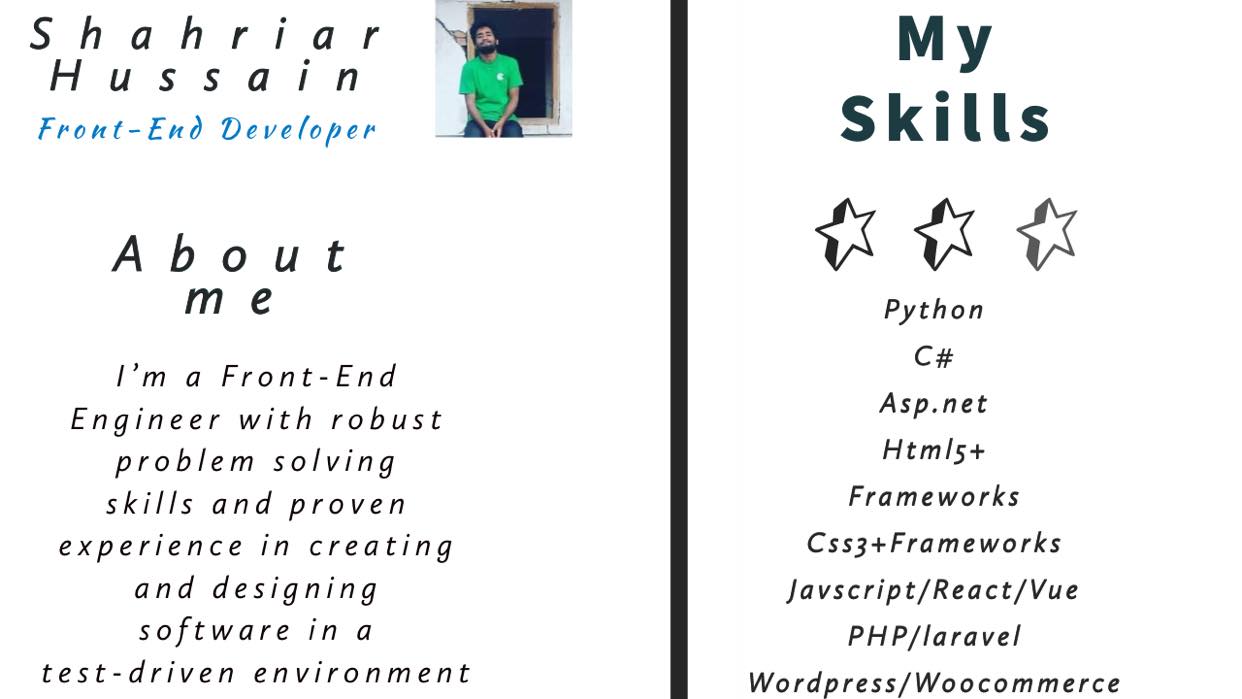 Shahriar
Hussain
Front-End Developer
About
me
I'm a Front-End
Engineer with robust
problem solving
skills and proven
experience in creating
and designing
software in a
test-driven environment
My
Skills
Python
C#
Asp.net
Html5+
Frameworks
Css3+Frameworks
Javscript/React/Vue
PHP/laravel
Wordpress/Woocommerce